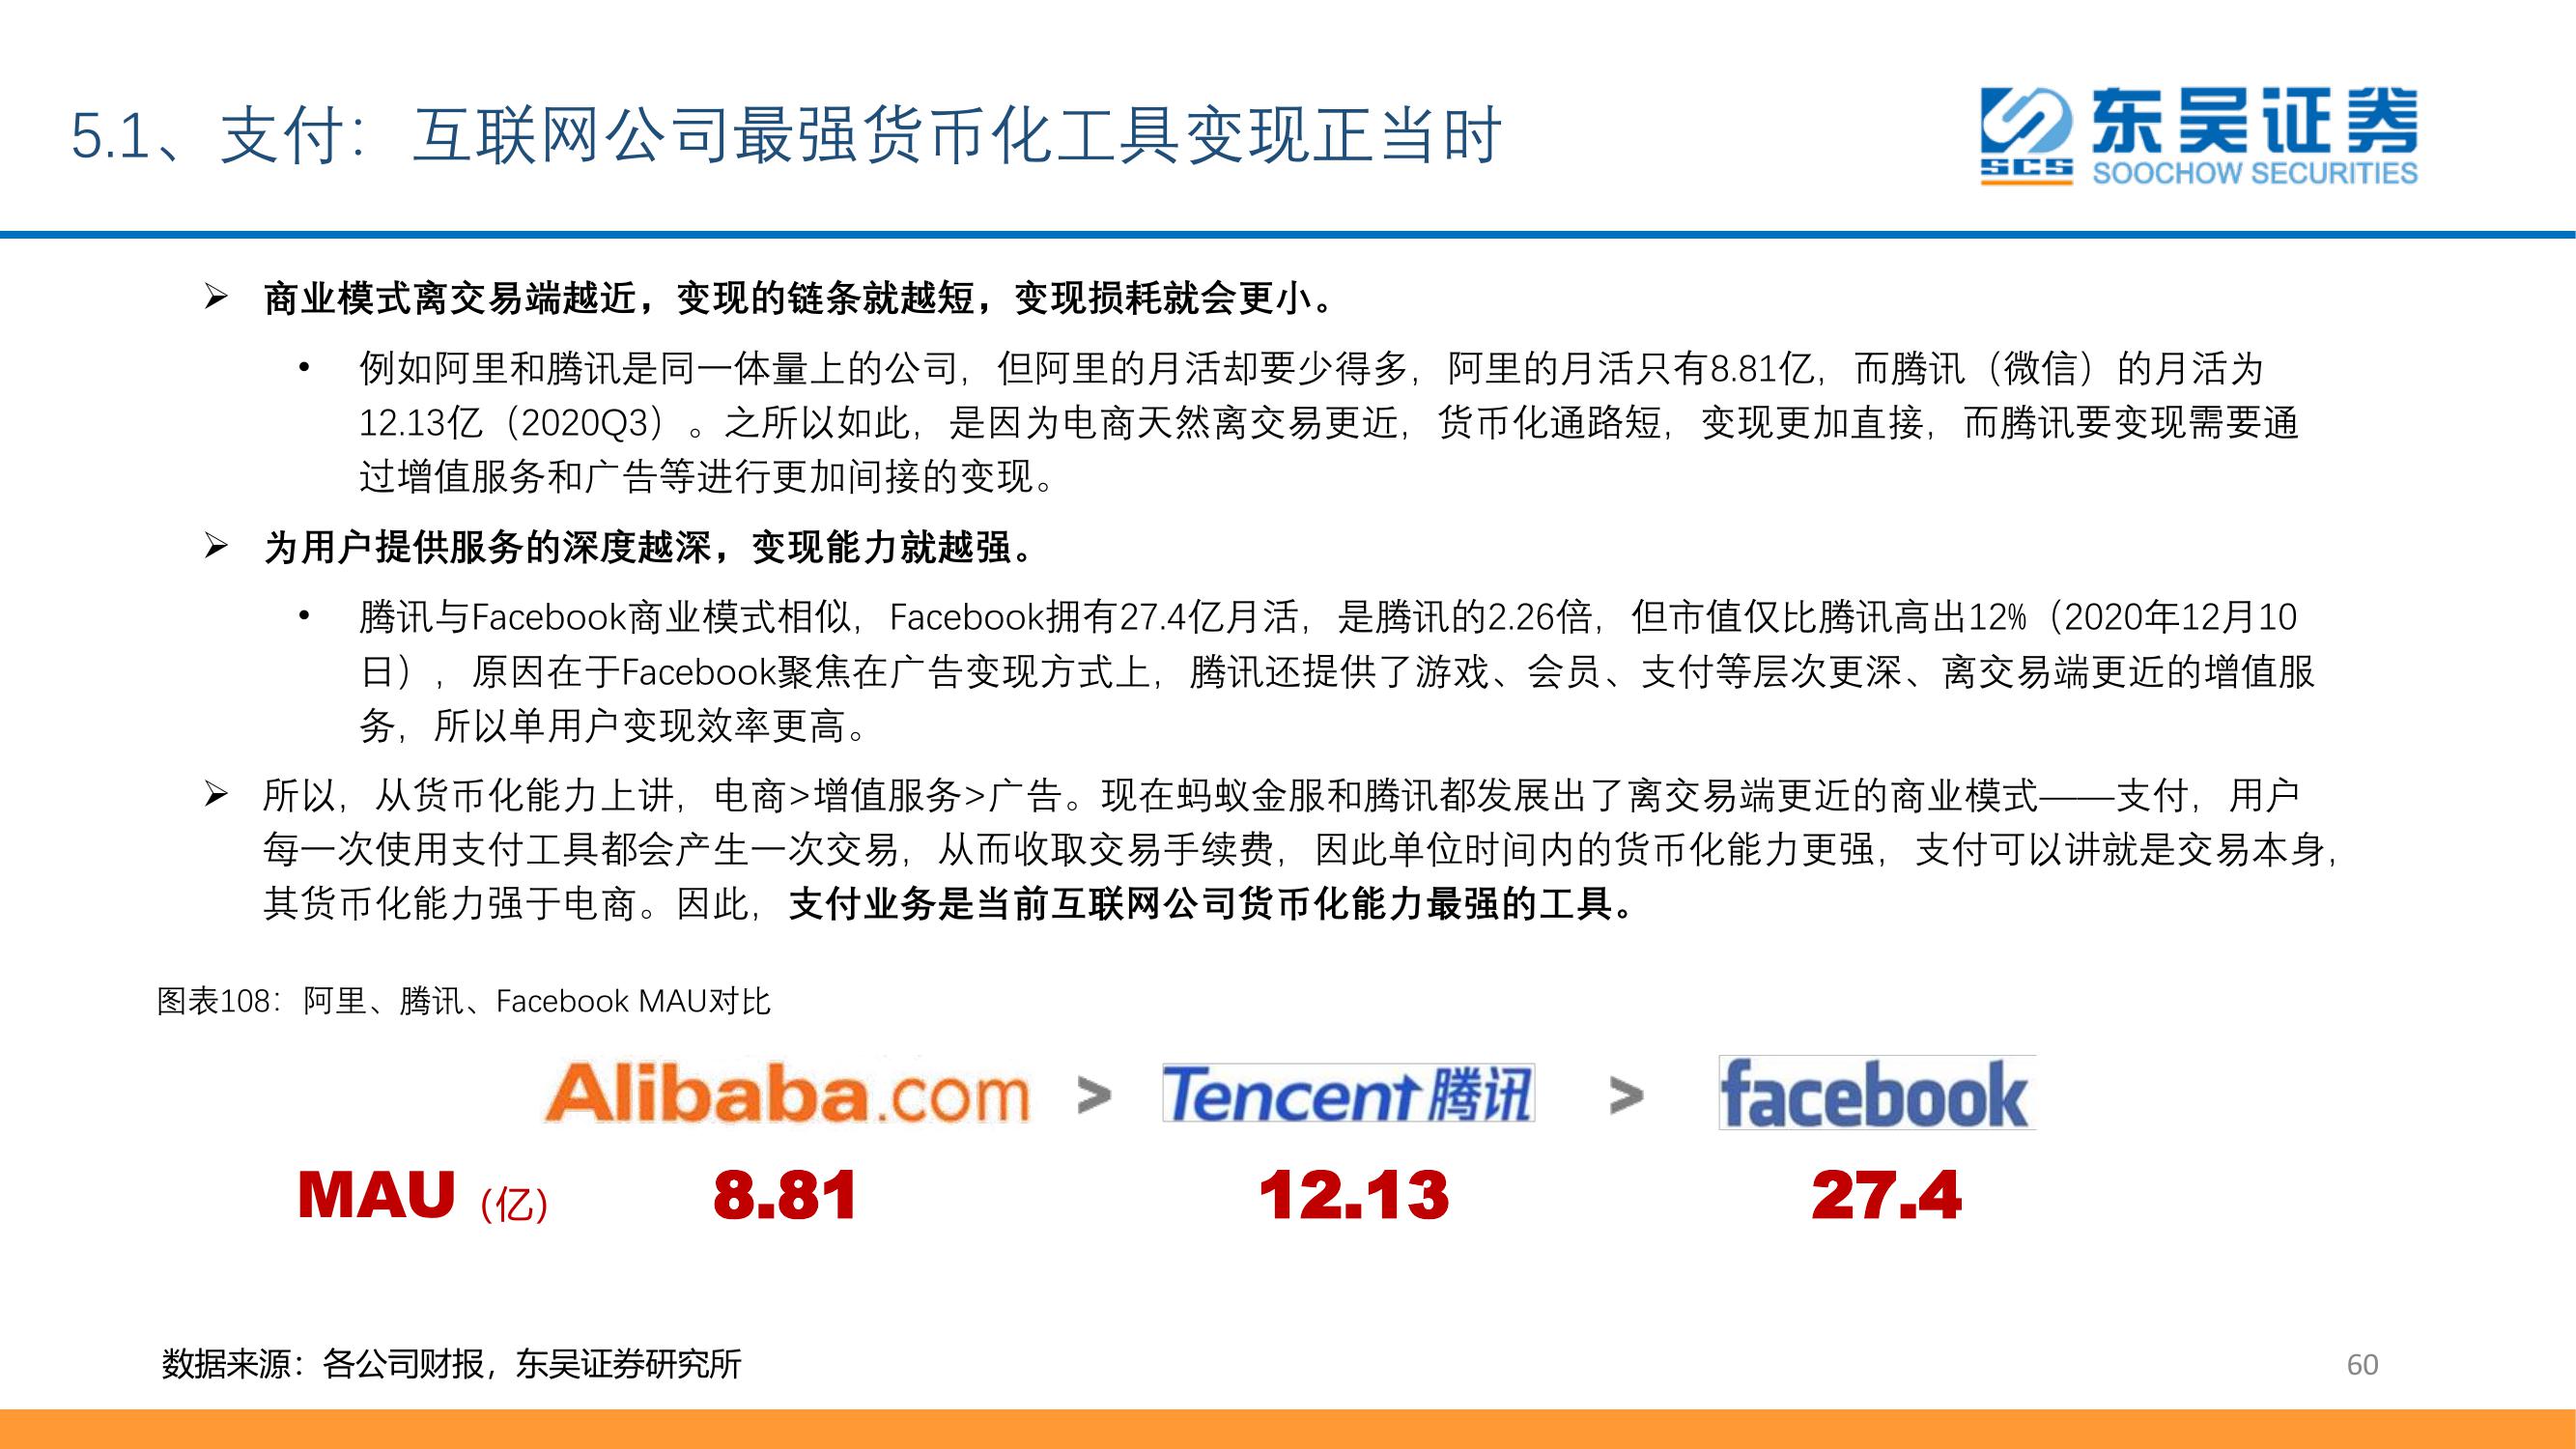 5.1、支付：互联网公司最强货币化工具变现正当时
东吴证券
SCS
SOOCHOW SECURITIES
➢ 商业模式离交易端越近，变现的链条就越短，变现损耗就会更小。
• 例如阿里和腾讯是同一体量上的公司，但阿里的月活却要少得多，阿里的月活只有8.81亿，而腾讯（微信）的月活为
12.13亿（2020Q3）。之所以如此，是因为电商天然离交易更近，货币化通路短，变现更加直接，而腾讯要变现需要通
过增值服务和广告等进行更加间接的变现。
➢ 为用户提供服务的深度越深，变现能力就越强。
• 腾讯与Facebook商业模式相似，Facebook拥有27.4亿月活，是腾讯的2.26倍，但市值仅比腾讯高出12%（2020年12月10
日），原因在于Facebook聚焦在广告变现方式上，腾讯还提供了游戏、会员、支付等层次更深、离交易端更近的增值服
务，所以单用户变现效率更高。
➢ 所以，从货币化能力上讲，电商>增值服务>广告。现在蚂蚁金服和腾讯都发展出了离交易端更近的商业模式——支付，用户
每一次使用支付工具都会产生一次交易，从而收取交易手续费，因此单位时间内的货币化能力更强，支付可以讲就是交易本身，
其货币化能力强于电商。因此，支付业务是当前互联网公司货币化能力最强的工具。
图表108：阿里、腾讯、Facebook MAU对比
Alibaba.com > Tencent腾讯 > facebook
MAU（亿） 8.81 12.13 27.4
数据来源：各公司财报，东吴证券研究所
60